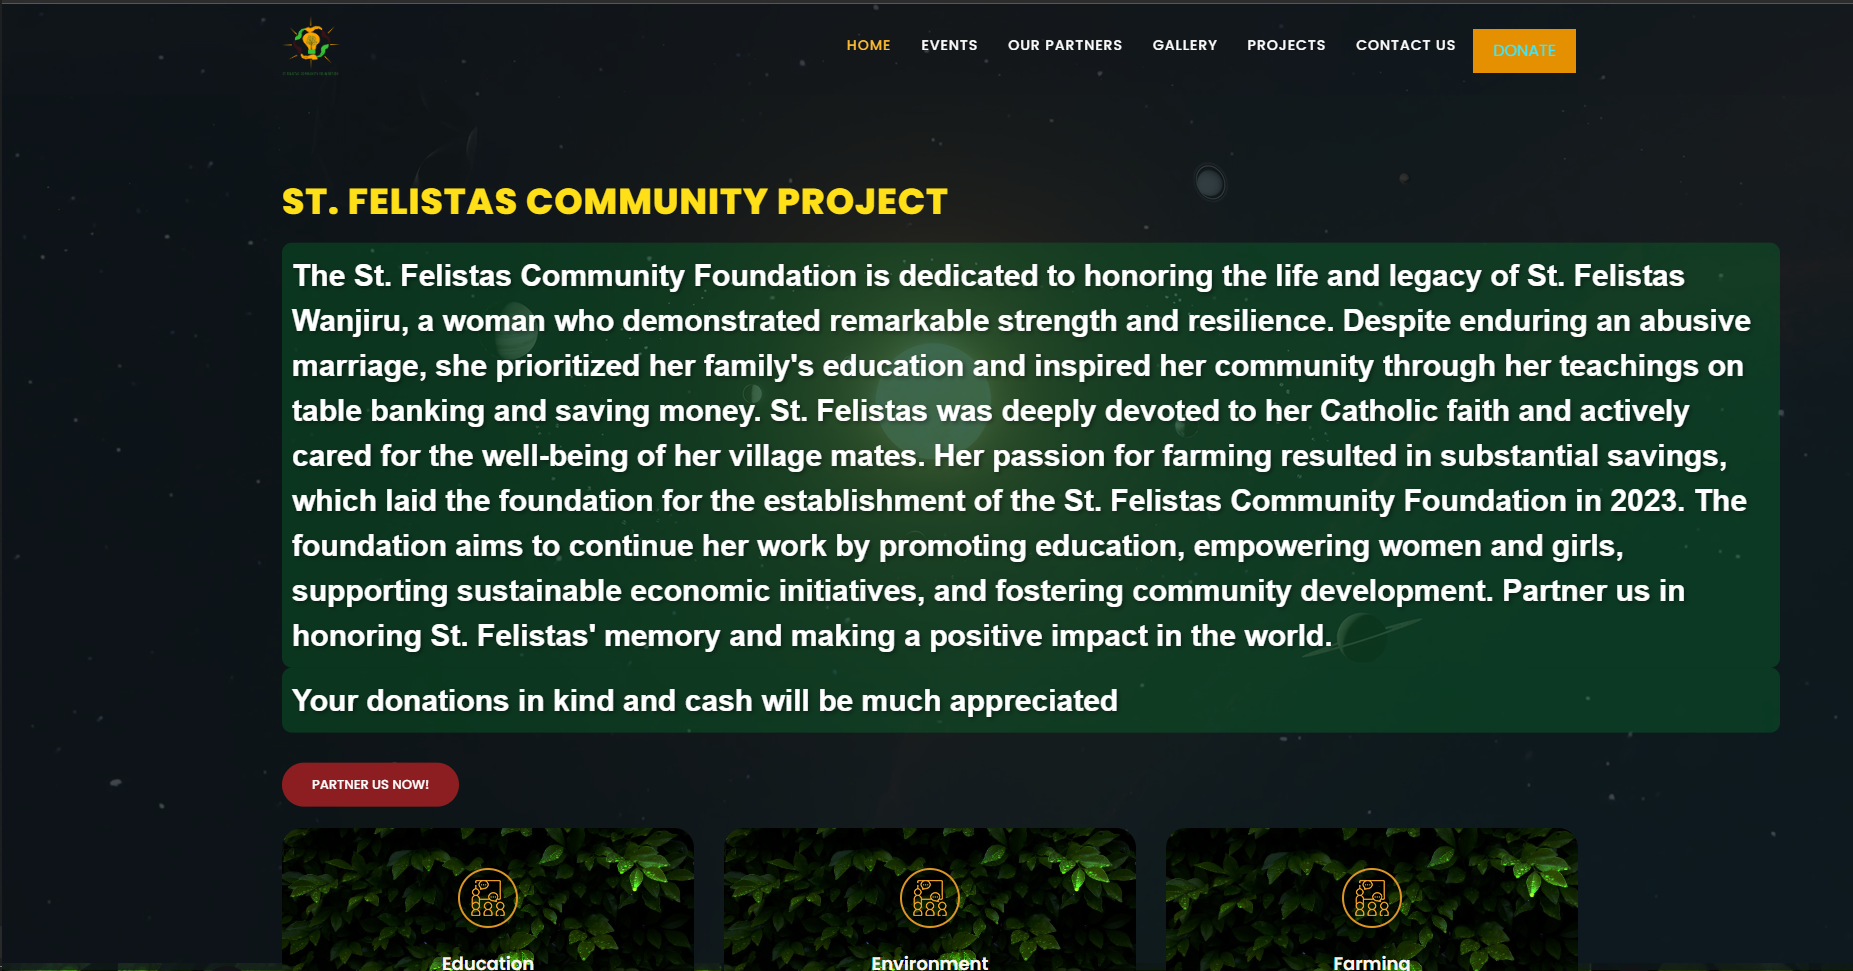 HOME EVENTS OUR PARTNERS GALLERY PROJECTS CONTACT US DONATE
ST. FELISTAS COMMUNITY PROJECT
The St. Felistas Community Foundation is dedicated to honoring the life and legacy of St. Felistas
Wanjiru, a woman who demonstrated remarkable strength and resilience. Despite enduring an abusive
marriage, she prioritized her family's education and inspired her community through her teachings on
table banking and saving money. St. Felistas was deeply devoted to her Catholic faith and actively
cared for the well-being of her village mates. Her passion for farming resulted in substantial savings,
which laid the foundation for the establishment of the St. Felistas Community Foundation in 2023. The
foundation aims to continue her work by promoting education, empowering women and girls,
supporting sustainable economic initiatives, and fostering community development. Partner us in
honoring St. Felistas' memory and making a positive impact in the world.
Your donations in kind and cash will be much appreciated
PARTNER US NOW!
Education Environment Farming